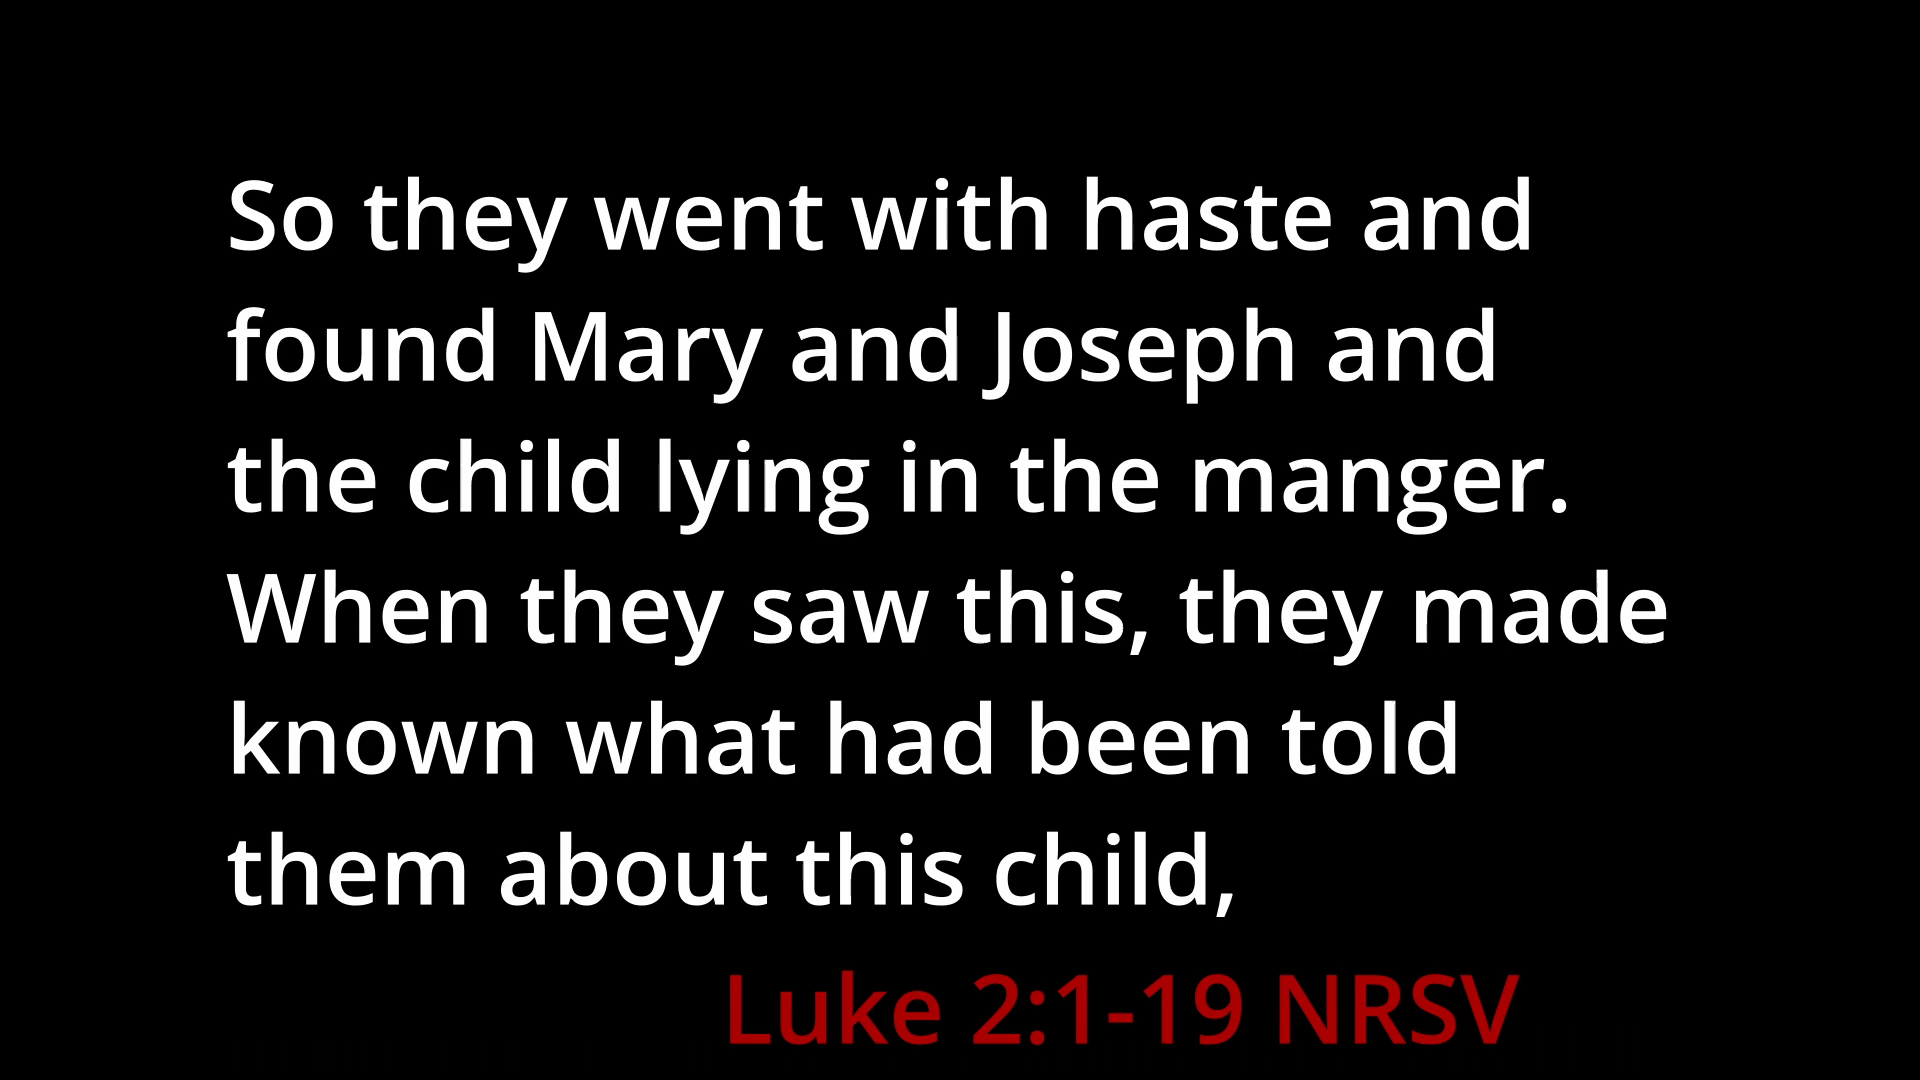 So they went with haste and
found Mary and Joseph and
the child lying in the manger.
When they saw this, they made
known what had been told
them about this child,
Luke 2:1-19 NRSV